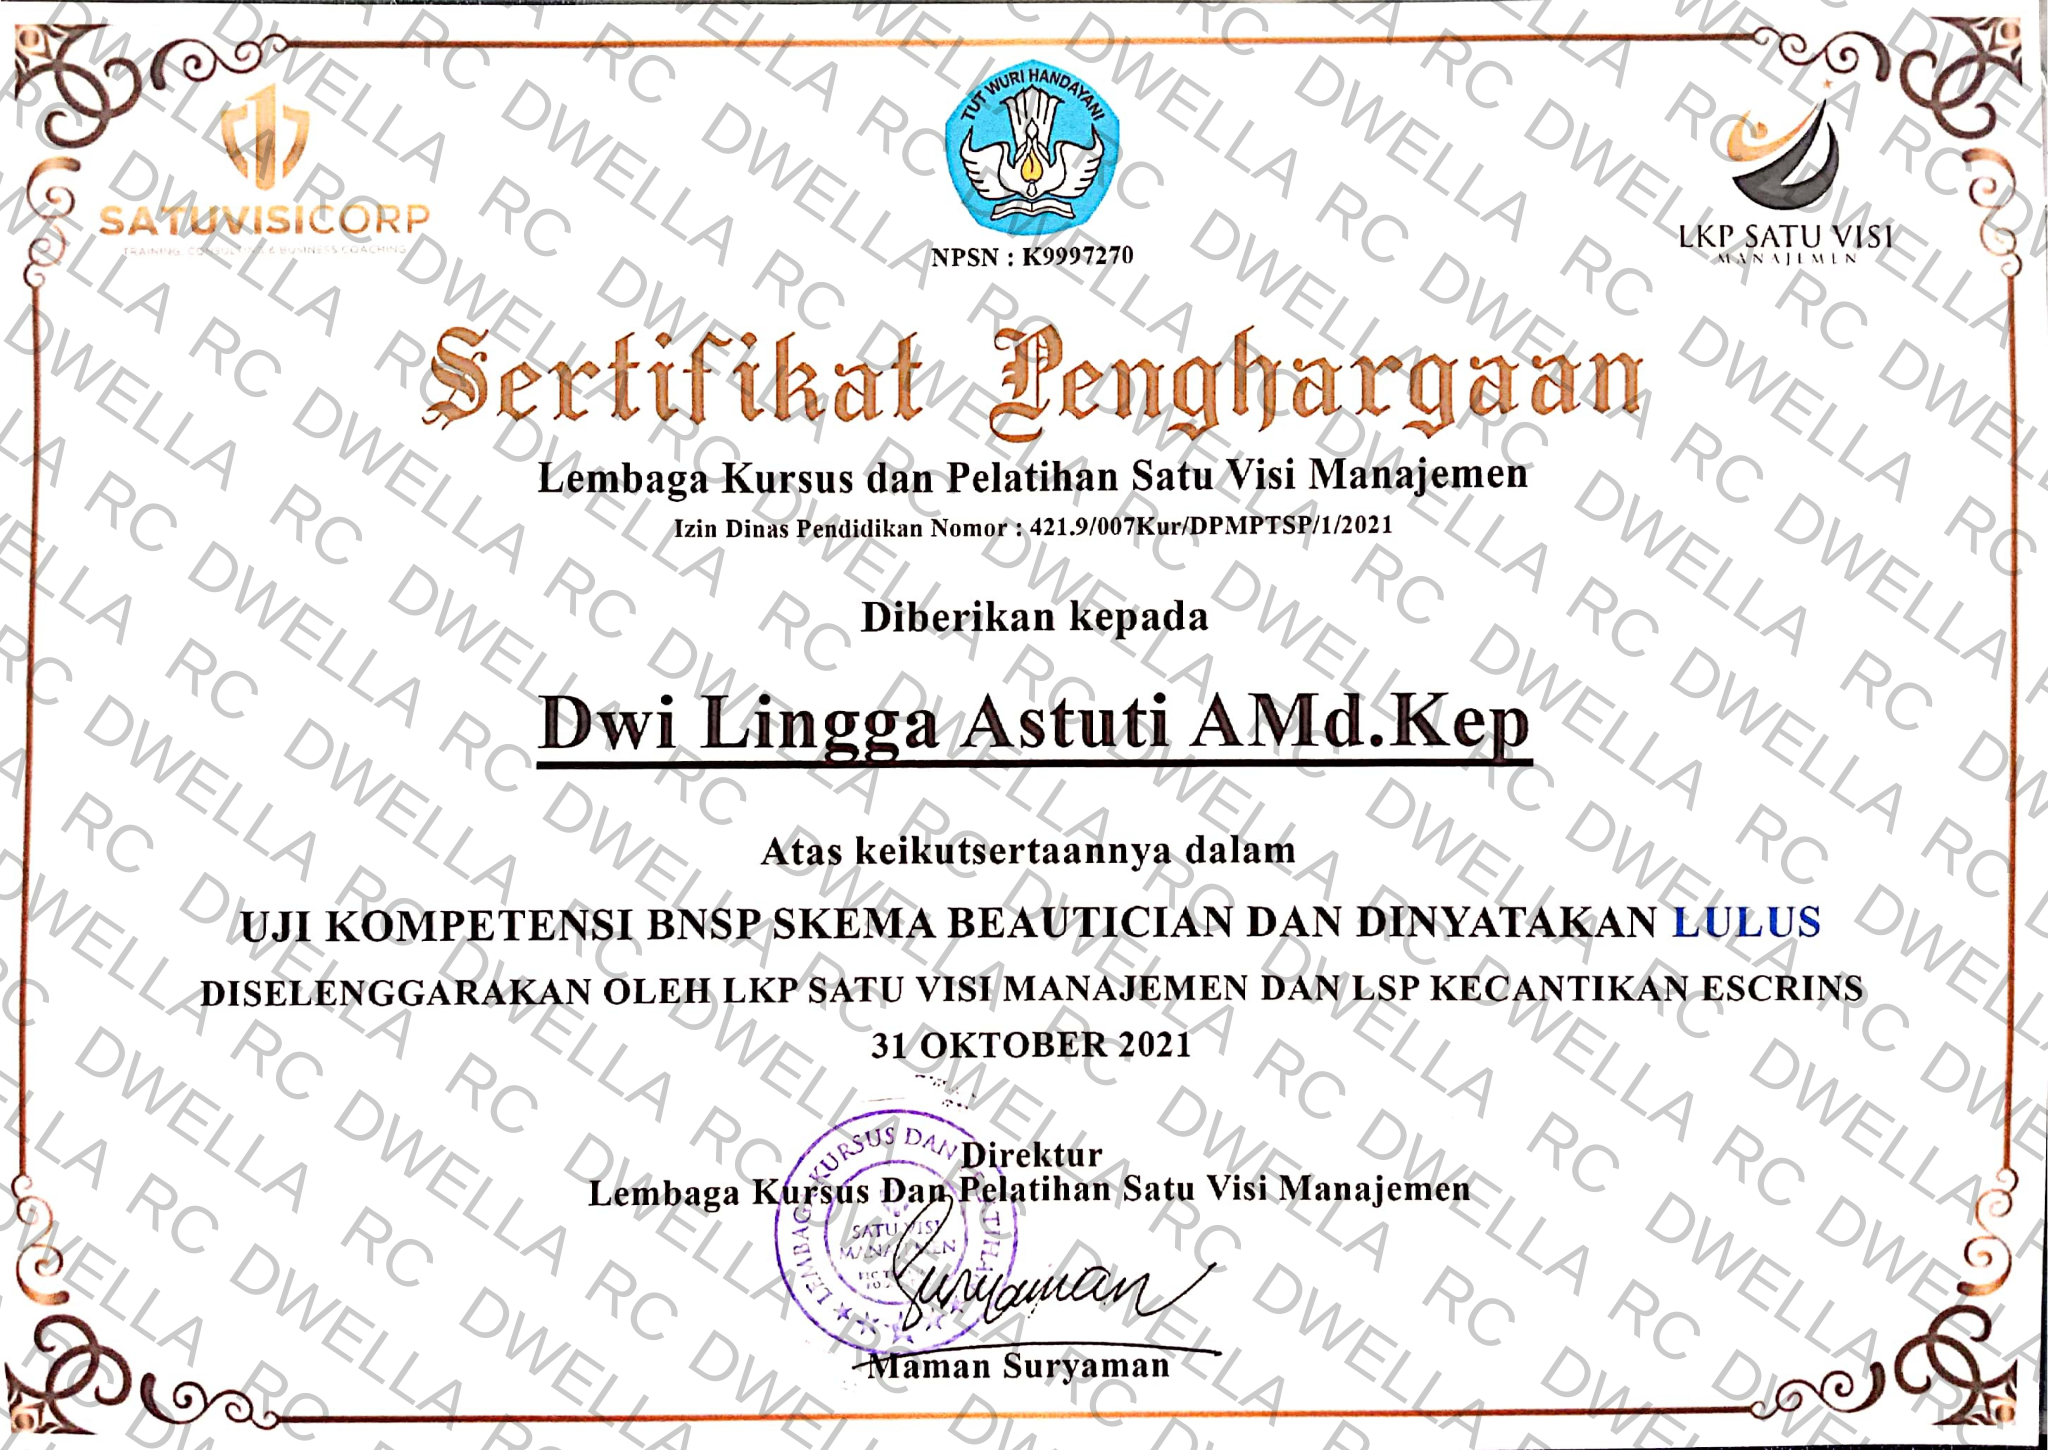 SATUVISICORP
TRAINING, CONSULTING & BUSINESS COACHING
TUT WURI HANDAYANI
NPSN : K9997270
LKP SATU VISI
MANAJEMEN
Sertifikat Penghargaan
Lembaga Kursus dan Pelatihan Satu Visi Manajemen
Izin Dinas Pendidikan Nomor : 421.9/007Kur/DPMPTSP/1/2021
Diberikan kepada
Dwi Lingga Astuti AMd.Kep
Atas keikutsertaannya dalam
UJI KOMPETENSI BNSP SKEMA BEAUTICIAN DAN DINYATAKAN LULUS
DISELENGGARAKAN OLEH LKP SATU VISI MANAJEMEN DAN LSP KECANTIKAN ESCRINS
31 OKTOBER 2021
Direktur
Lembaga Kursus Dan Pelatihan Satu Visi Manajemen
LEMBAGA KURSUS DAN
SATU VISI
MANAJEMEN
Suryaman
Maman Suryaman
RC DWELLA